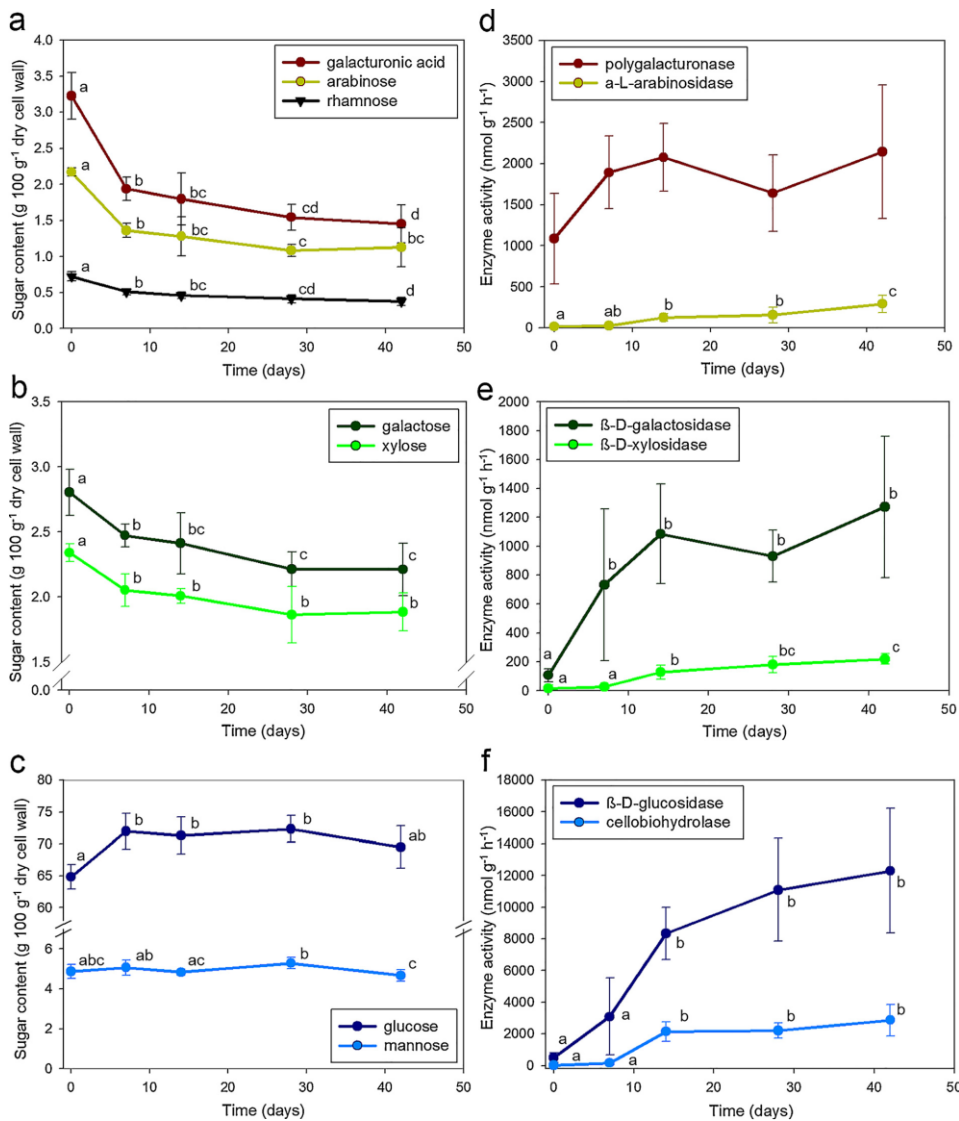 a
galacturonic acid
arabinose
rhamnose
Sugar content (g 100 g⁻¹ dry cell wall)
4.0
3.5
3.0
2.5
2.0
1.5
1.0
0.5
0.0
a
b
bc
cd
d
a
b
bc
c
bc
a
b
bc
cd
d
0 10 20 30 40 50
Time (days)
d
polygalacturonase
a-L-arabinosidase
Enzyme activity (nmol g⁻¹ h⁻¹)
3500
3000
2500
2000
1500
1000
500
0
a
ab
b
b
c
0 10 20 30 40 50
Time (days)
b
galactose
xylose
Sugar content (g 100 g⁻¹ dry cell wall)
3.5
3.0
2.5
2.0
1.5
0.0
a
b
bc
c
c
a
b
b
b
b
0 10 20 30 40 50
Time (days)
e
ß-D-galactosidase
ß-D-xylosidase
Enzyme activity (nmol g⁻¹ h⁻¹)
2000
1800
1600
1400
1200
1000
800
600
400
200
0
a
b
b
b
b
a
a
b
bc
c
0 10 20 30 40 50
Time (days)
c
Sugar content (g 100 g⁻¹ dry cell wall)
80
75
70
65
60
6
4
2
0
a
b
b
b
ab
abc
ab
ac
b
c
glucose
mannose
0 10 20 30 40 50
Time (days)
f
ß-D-glucosidase
cellobiohydrolase
Enzyme activity (nmol g⁻¹ h⁻¹)
18000
16000
14000
12000
10000
8000
6000
4000
2000
0
a
a
b
b
b
a
a
b
b
b
0 10 20 30 40 50
Time (days)